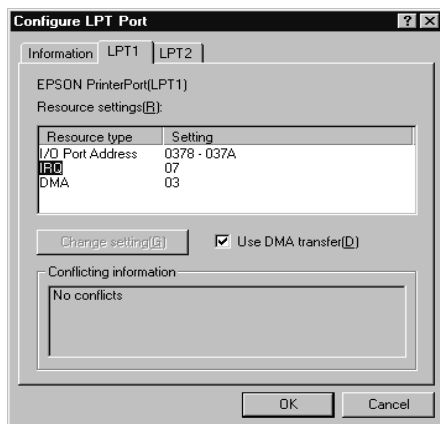 Configure LPT Port
Information LPT1 LPT2
EPSON PrinterPort(LPT1)
Resource settings(R):
Resource type Setting
I/O Port Address 0378 - 037A
IRQ 07
DMA 03
Change setting(G) Use DMA transfer(D)
Conflicting information
No conflicts
OK Cancel